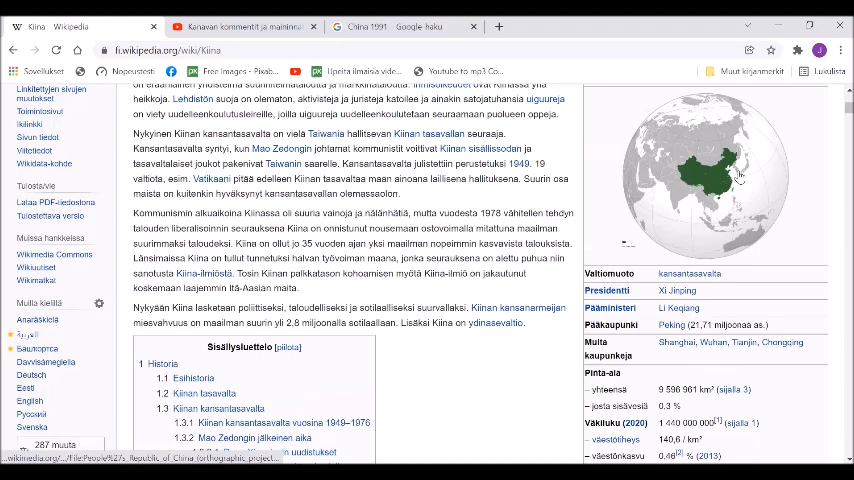 Kiina – Wikipedia
Kanavan kommentit ja maininnat
China 1991 - Google-haku
fi.wikipedia.org/wiki/Kiina
Sovellukset
Nopeustesti
Free Images - Pixab...
Upeita ilmaisia vide...
Youtube to mp3 Co...
Muut kirjanmerkit
Lukulista
Linkitettyjen sivujen
muutokset
Toimintosivut
Ikilinkki
Sivun tiedot
Viitetiedot
Wikidata-kohde
Tulosta/vie
Lataa PDF-tiedostona
Tulostettava versio
Muissa hankkeissa
Wikimedia Commons
Wikiuutiset
Wikimatkat
Muilla kielillä
Anarâškielâ
العربية
Башҡортса
Davvisámegiella
Deutsch
Eesti
English
Русский
Svenska
287 muuta
heikkoja. Lehdistön suoja on olematon, aktivisteja ja juristeja katoilee ja ainakin satojatuhansia uiguureja
on viety uudelleenkoulutusleireille, joilla uiguureja uudelleenkoulutetaan seuraamaan puolueen oppeja.
Nykyinen Kiinan kansantasavalta on vielä Taiwania hallitsevan Kiinan tasavallan seuraaja.
Kansantasavalta syntyi, kun Mao Zedongin johtamat kommunistit voittivat Kiinan sisällissodan ja
tasavaltalaiset joukot pakenivat Taiwanin saarelle. Kansantasavalta julistettiin perustetuksi 1949. 19
valtiota, esim. Vatikaani pitää edelleen Kiinan tasavaltaa maan ainoana laillisena hallituksena. Suurin osa
maista on kuitenkin hyväksynyt kansantasavallan olemassaolon.
Kommunismin alkuaikoina Kiinassa oli suuria vainoja ja nälänhätiä, mutta vuodesta 1978 vähitellen tehdyn
talouden liberalisoinnin seurauksena Kiina on onnistunut nousemaan ostovoimalla mitattuna maailman
suurimmaksi taloudeksi. Kiina on ollut jo 35 vuoden ajan yksi maailman nopeimmin kasvavista talouksista.
Länsimaissa Kiina on tullut tunnetuksi halvan työvoiman maana, jonka seurauksena on alettu puhua niin
sanotusta Kiina-ilmiöstä. Tosin Kiinan palkkatason kohoamisen myötä Kiina-ilmiö on jakautunut
koskemaan laajemmin itä-Aasian maita.
Nykyään Kiina lasketaan poliittiseksi, taloudelliseksi ja sotilaalliseksi suurvallaksi. Kiinan kansanarmeijan
miesvahvuus on maailman suurin yli 2,8 miljoonalla sotilaallaan. Lisäksi Kiina on ydinasevaltio.
Sisällysluettelo [piilota]
1 Historia
1.1 Esihistoria
1.2 Kiinan tasavalta
1.3 Kiinan kansantasavalta
1.3.1 Kiinan kansantasavalta vuosina 1949–1976
1.3.2 Mao Zedongin jälkeinen aika
Valtiomuoto kansantasavalta
Presidentti Xi Jinping
Pääministeri Li Keqiang
Pääkaupunki Peking (21,71 miljoonaa as.)
Muita kaupunkeja Shanghai, Wuhan, Tianjin, Chongqing
Pinta-ala
– yhteensä 9 596 961 km² (sijalla 3)
– josta sisävesiä 0,3 %
Väkiluku (2020) 1 440 000 000[1] (sijalla 1)
– väestötiheys 140,6 / km²
– väestönkasvu 0,46[2] % (2013)
...wikimedia.org/.../File:People%27s_Republic_of_China_(orthographic_project...